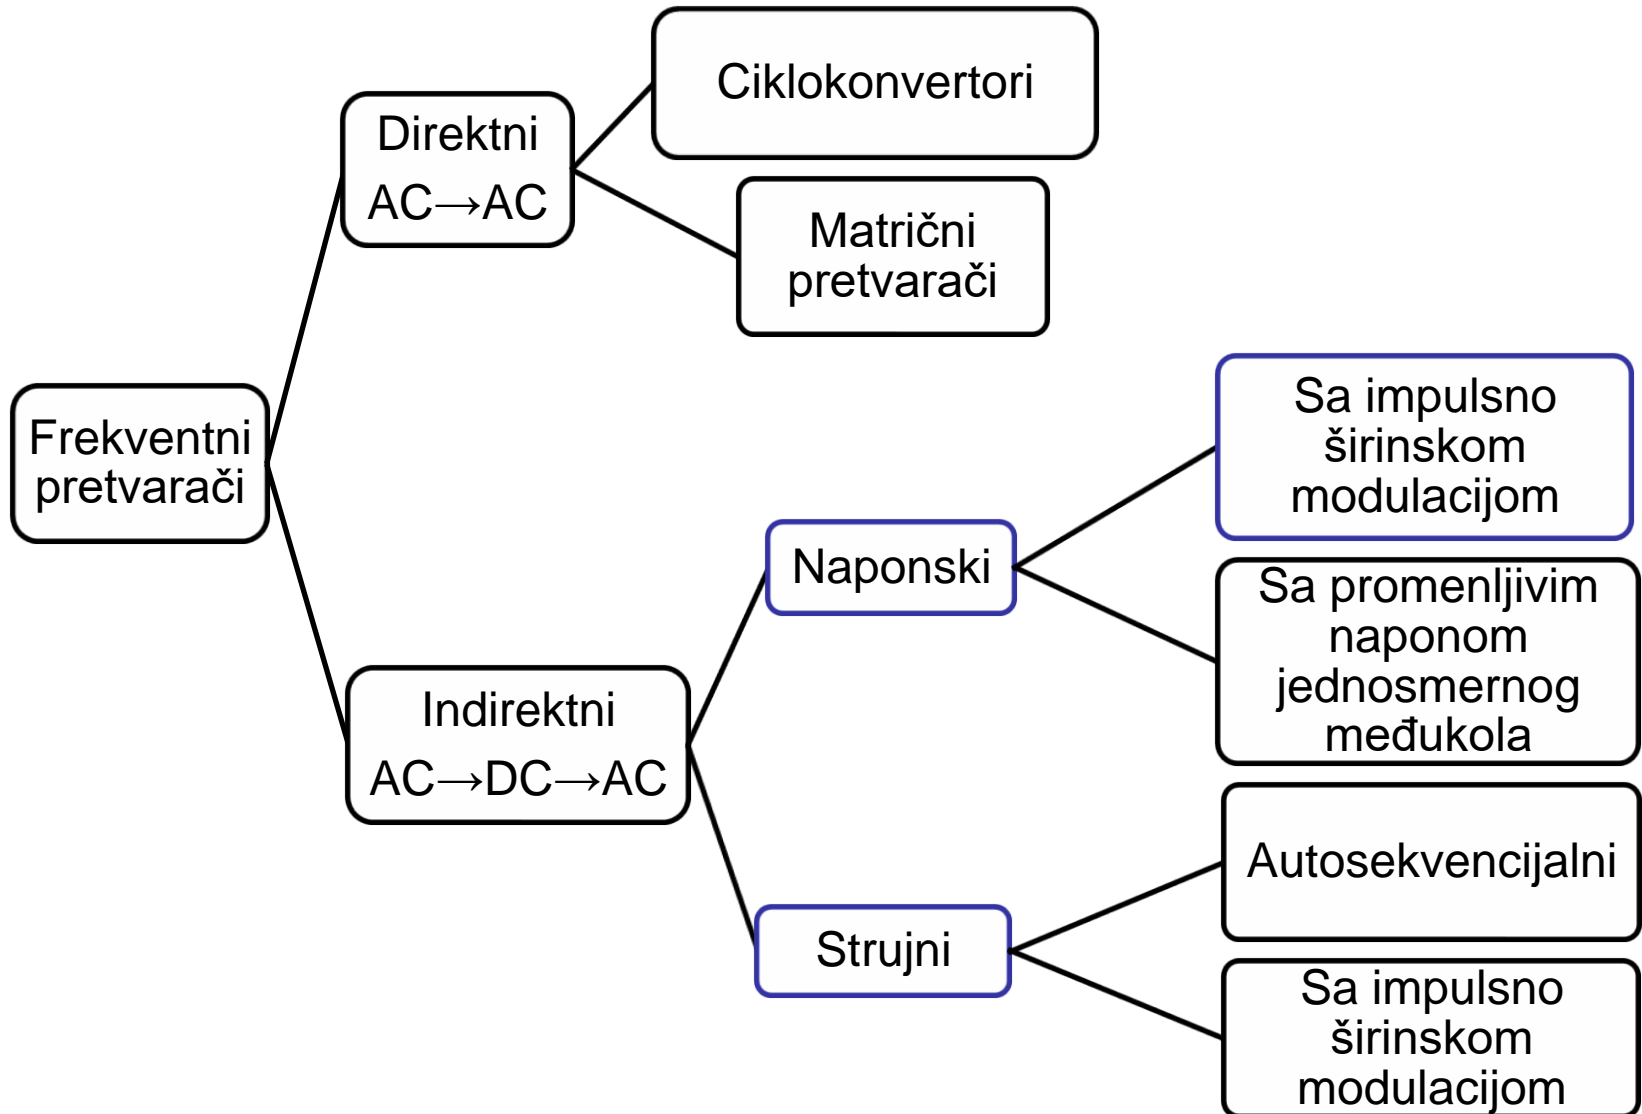 Ciklokonvertori
Direktni
AC→AC
Matrični
pretvarači
Frekventni
pretvarači
Sa impulsno
širinskom
modulacijom
Naponski
Sa promenljivim
naponom
jednosmernog
međukola
Indirektni
AC→DC→AC
Autosekvencijalni
Strujni
Sa impulsno
širinskom
modulacijom